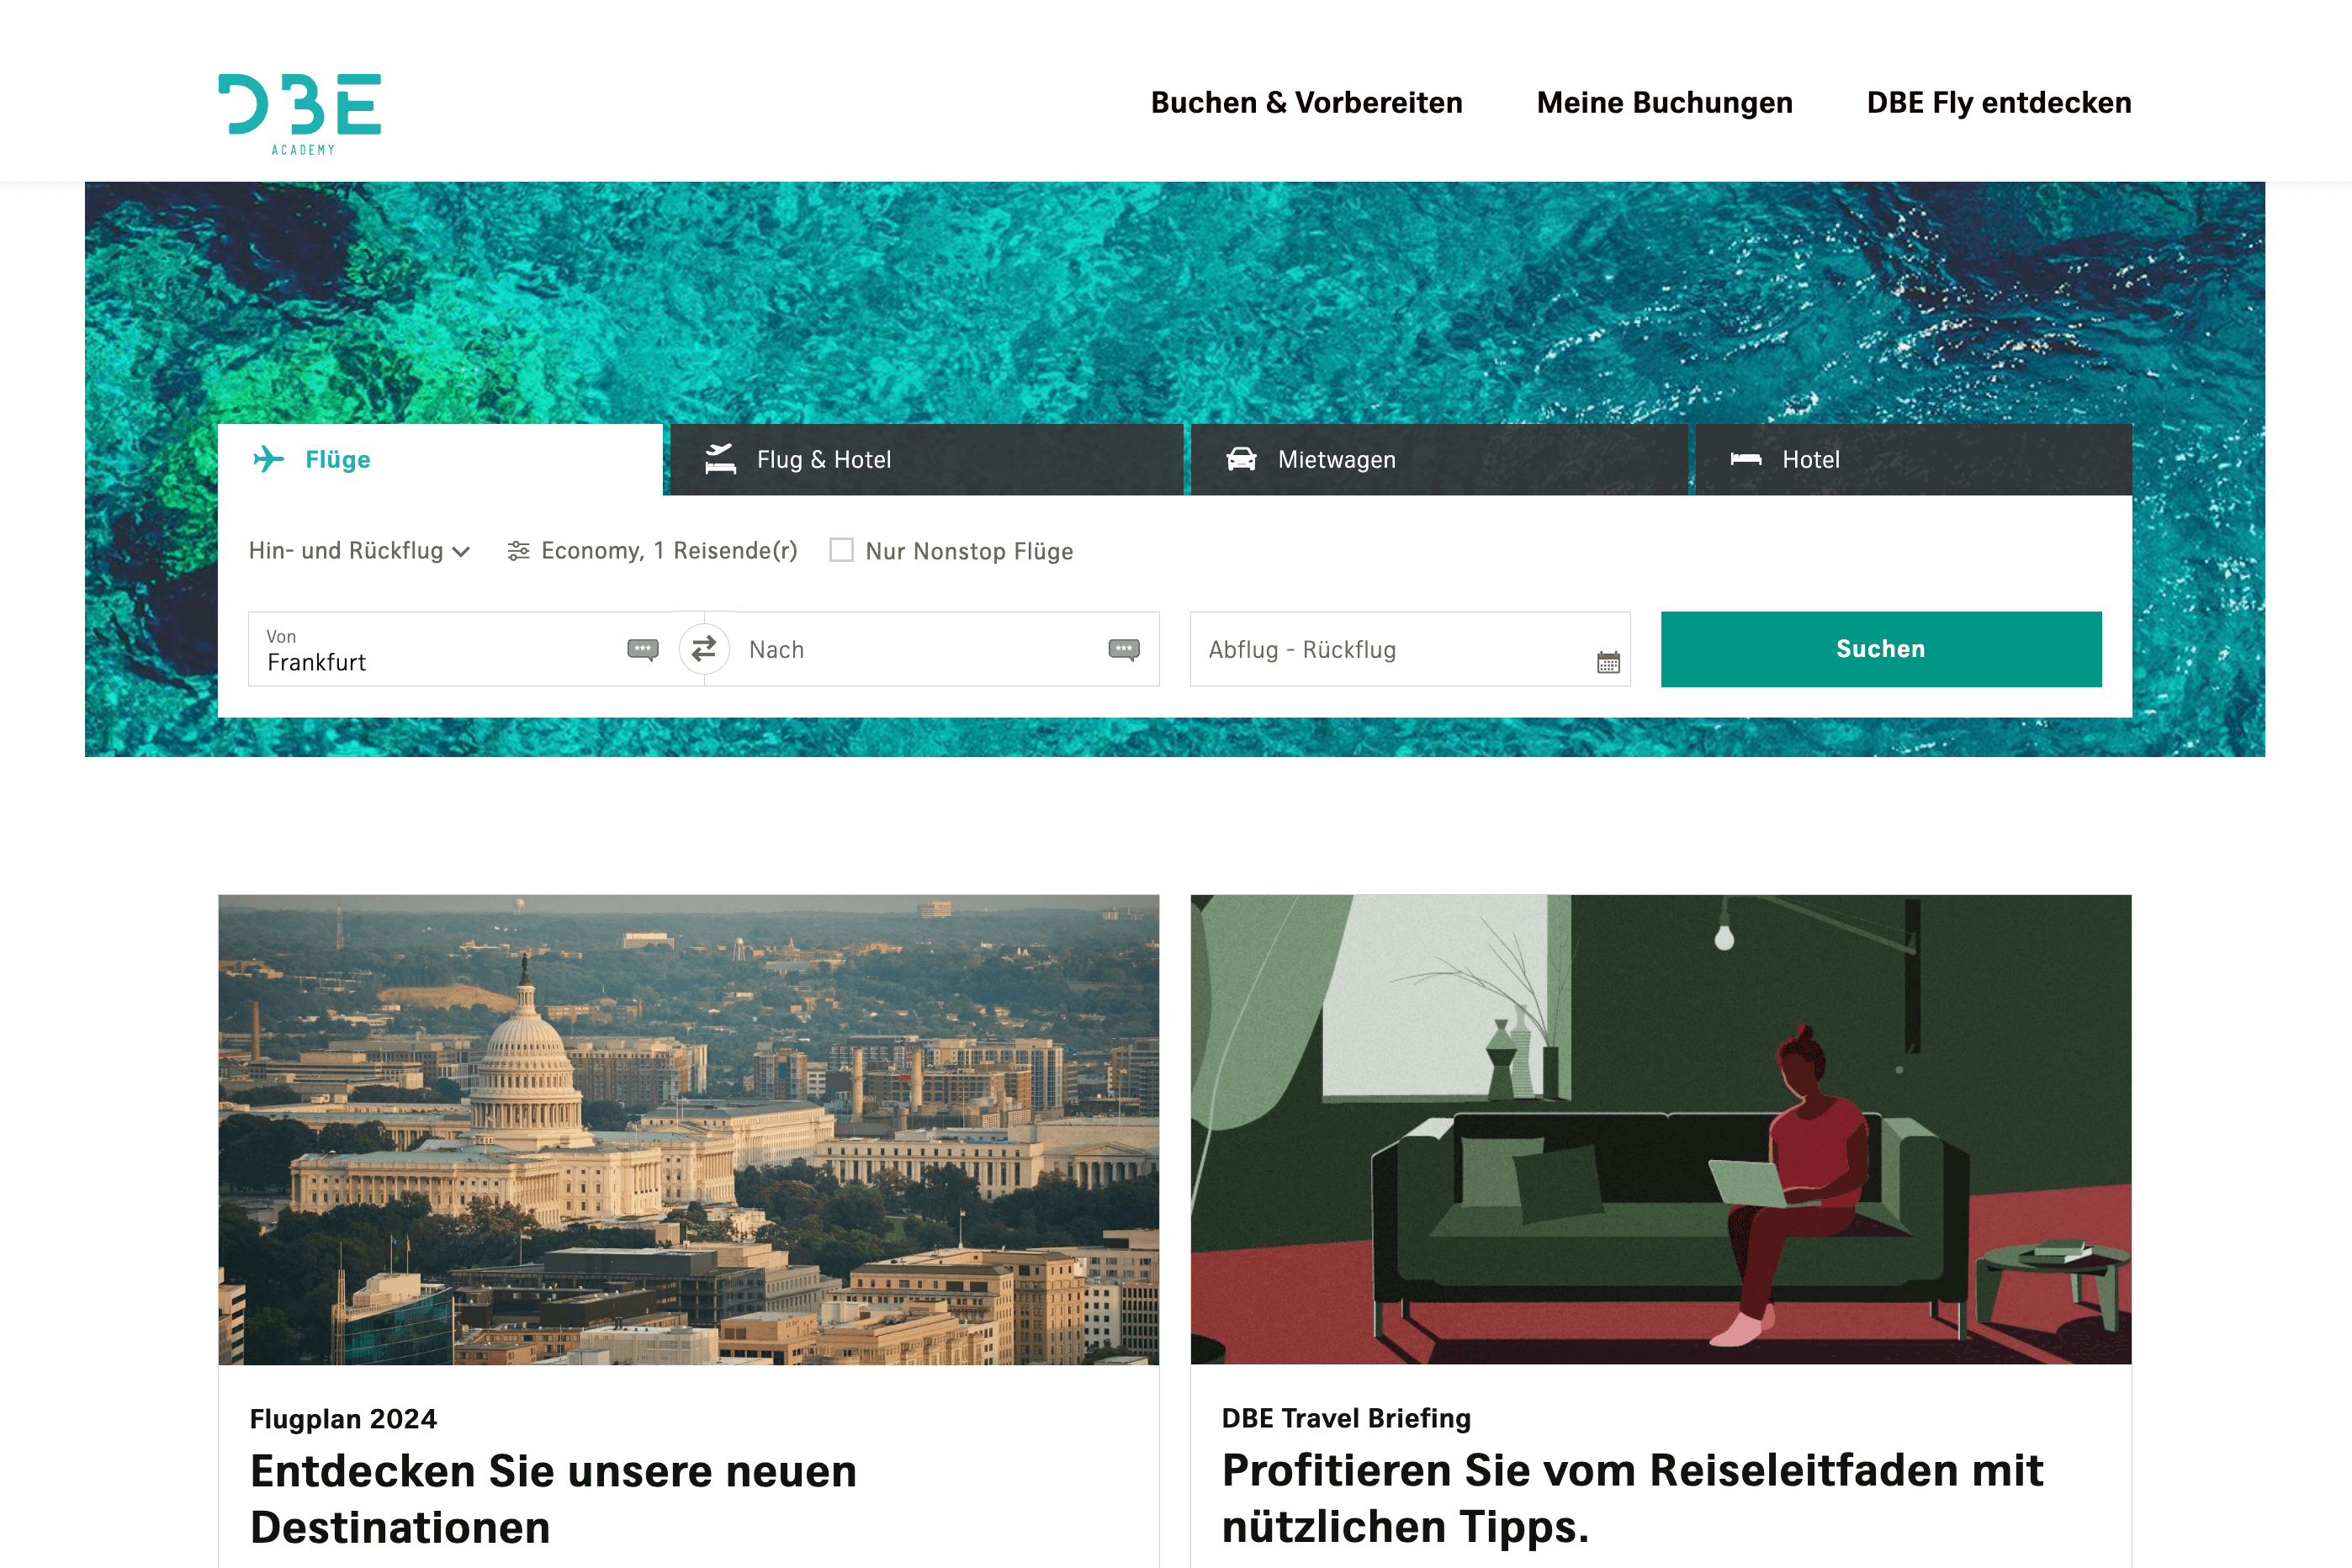 DBE
ACADEMY
Buchen & Vorbereiten
Meine Buchungen
DBE Fly entdecken
Flüge
Flug & Hotel
Mietwagen
Hotel
Hin- und Rückflug
Economy, 1 Reisende(r)
Nur Nonstop Flüge
Von
Frankfurt
Nach
Abflug - Rückflug
Suchen
Flugplan 2024
Entdecken Sie unsere neuen
Destinationen
DBE Travel Briefing
Profitieren Sie vom Reiseleitfaden mit
nützlichen Tipps.